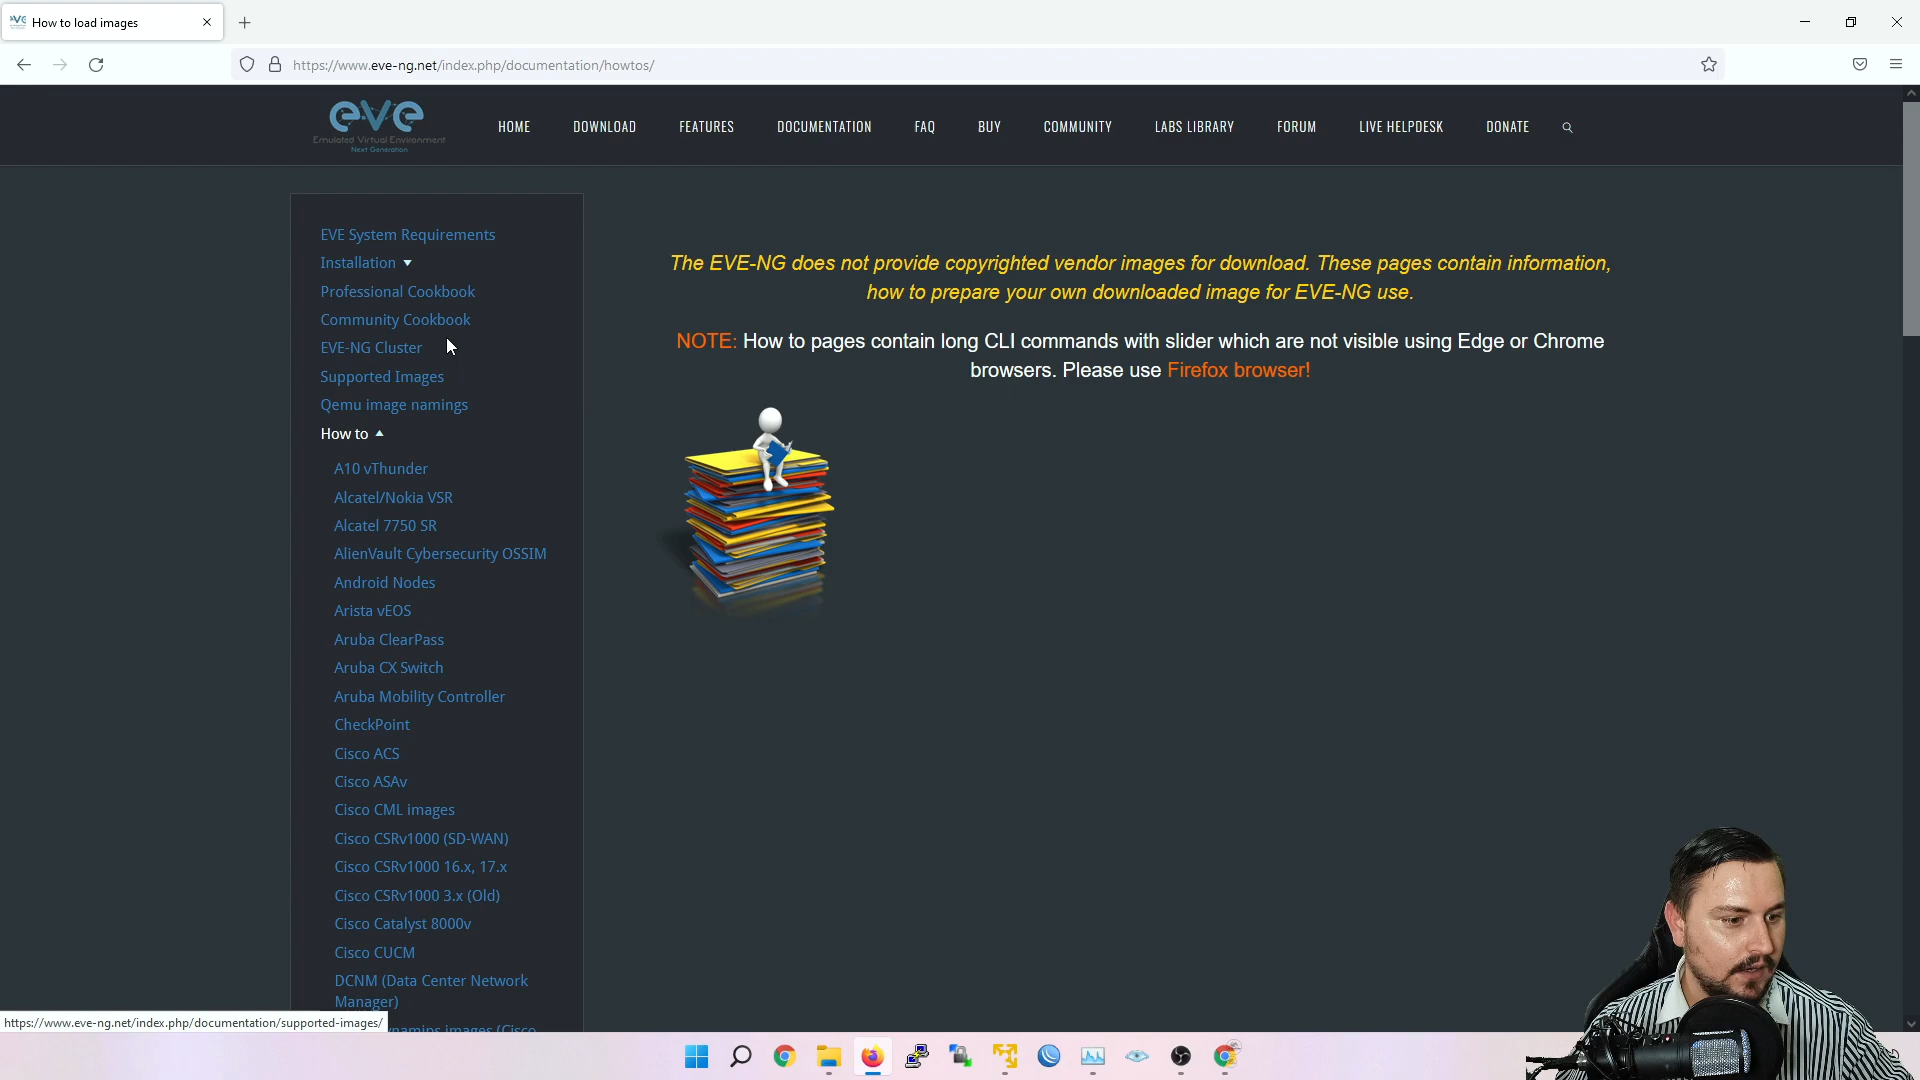 How to load images
https://www.eve-ng.net/index.php/documentation/howtos/
eve
Emulated Virtual Environment
Next Generation
HOME
DOWNLOAD
FEATURES
DOCUMENTATION
FAQ
BUY
COMMUNITY
LABS LIBRARY
FORUM
LIVE HELPDESK
DONATE
EVE System Requirements
Installation
Professional Cookbook
Community Cookbook
EVE-NG Cluster
Supported Images
Qemu image namings
How to
A10 vThunder
Alcatel/Nokia VSR
Alcatel 7750 SR
AlienVault Cybersecurity OSSIM
Android Nodes
Arista vEOS
Aruba ClearPass
Aruba CX Switch
Aruba Mobility Controller
CheckPoint
Cisco ACS
Cisco ASAv
Cisco CML images
Cisco CSRv1000 (SD-WAN)
Cisco CSRv1000 16.x, 17.x
Cisco CSRv1000 3.x (Old)
Cisco Catalyst 8000v
Cisco CUCM
DCNM (Data Center Network
Manager)
images (Cisco
The EVE-NG does not provide copyrighted vendor images for download. These pages contain information,
how to prepare your own downloaded image for EVE-NG use.
NOTE: How to pages contain long CLI commands with slider which are not visible using Edge or Chrome
browsers. Please use Firefox browser!
https://www.eve-ng.net/index.php/documentation/supported-images/